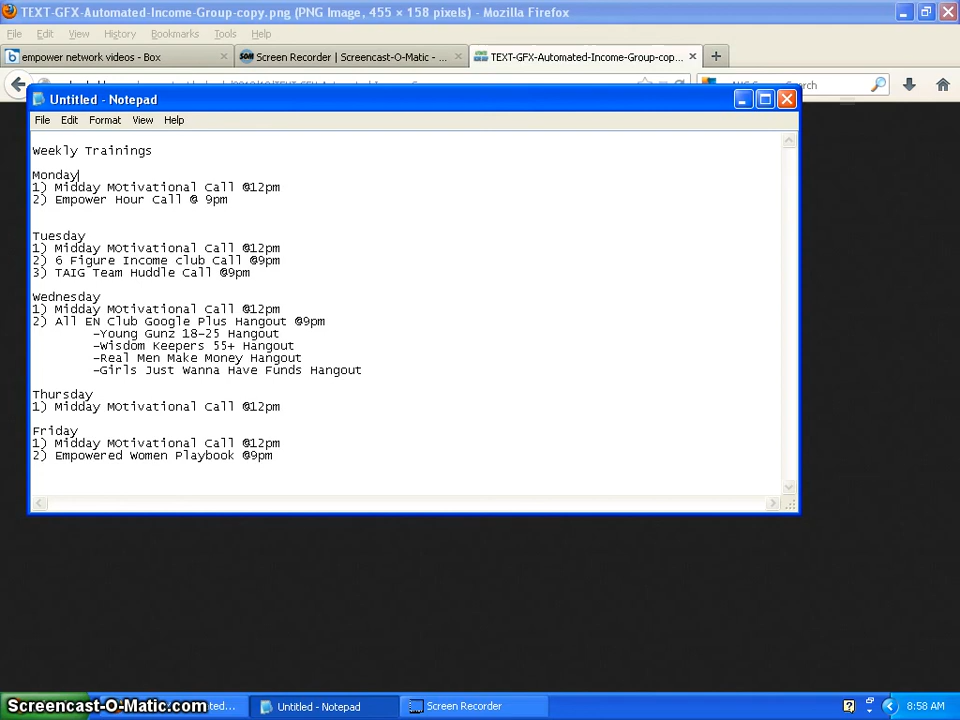 TEXT-GFX-Automated-Income-Group-copy.png (PNG Image, 455 × 158 pixels) - Mozilla Firefox
File Edit View History Bookmarks Tools Help
empower network videos - Box
Screen Recorder | Screencast-O-Matic - ...
TEXT-GFX-Automated-Income-Group-cop...
Untitled - Notepad
File Edit Format View Help
Weekly Trainings
Monday
1) Midday MOtivational Call @12pm
2) Empower Hour Call @ 9pm
Tuesday
1) Midday MOtivational Call @12pm
2) 6 Figure Income club Call @9pm
3) TAIG Team Huddle Call @9pm
Wednesday
1) Midday MOtivational Call @12pm
2) All EN Club Google Plus Hangout @9pm
-Young Gunz 18-25 Hangout
-Wisdom Keepers 55+ Hangout
-Real Men Make Money Hangout
-Girls Just Wanna Have Funds Hangout
Thursday
1) Midday MOtivational Call @12pm
Friday
1) Midday MOtivational Call @12pm
2) Empowered Women Playbook @9pm
Screencast-O-Matic.com
Untitled - Notepad
Screen Recorder
8:58 AM